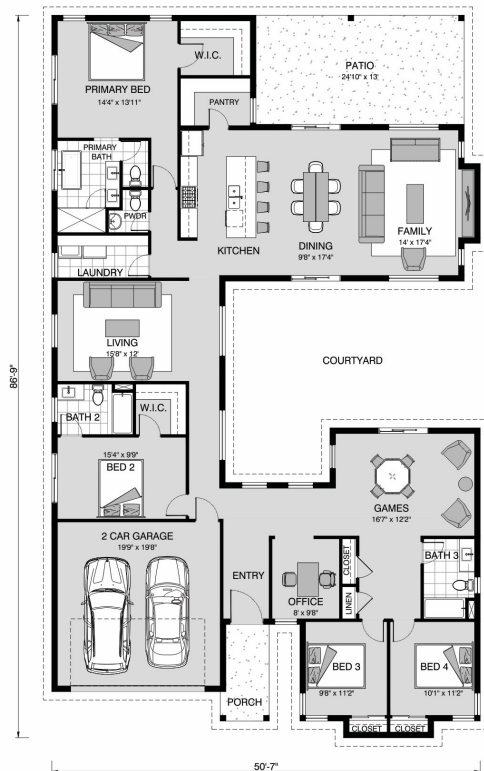 W.I.C.
PRIMARY BED
14'4" x 13'11"
PATIO
24'10" x 13'
PANTRY
PRIMARY
BATH
PWDR
KITCHEN
DINING
9'8" x 17'4"
FAMILY
14' x 17'4"
LAUNDRY
LIVING
15'8" x 12'
COURTYARD
86'-9"
BATH 2
W.I.C.
15'4" x 9'9"
BED 2
GAMES
16'7" x 12'2"
2 CAR GARAGE
19'9" x 19'8"
ENTRY
OFFICE
8' x 9'8"
CLOSET
LINEN
BATH 3
BED 3
9'8" x 11'2"
BED 4
10'1" x 11'2"
PORCH
CLOSET
CLOSET
50'-7"